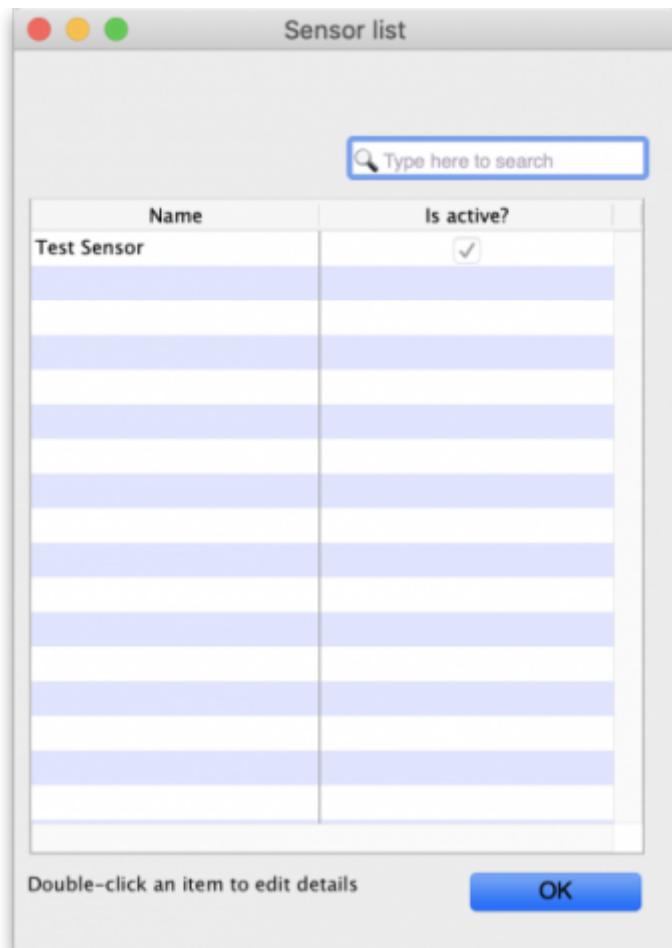 Sensor list
Type here to search
Name Is active?
Test Sensor
Double-click an item to edit details
OK